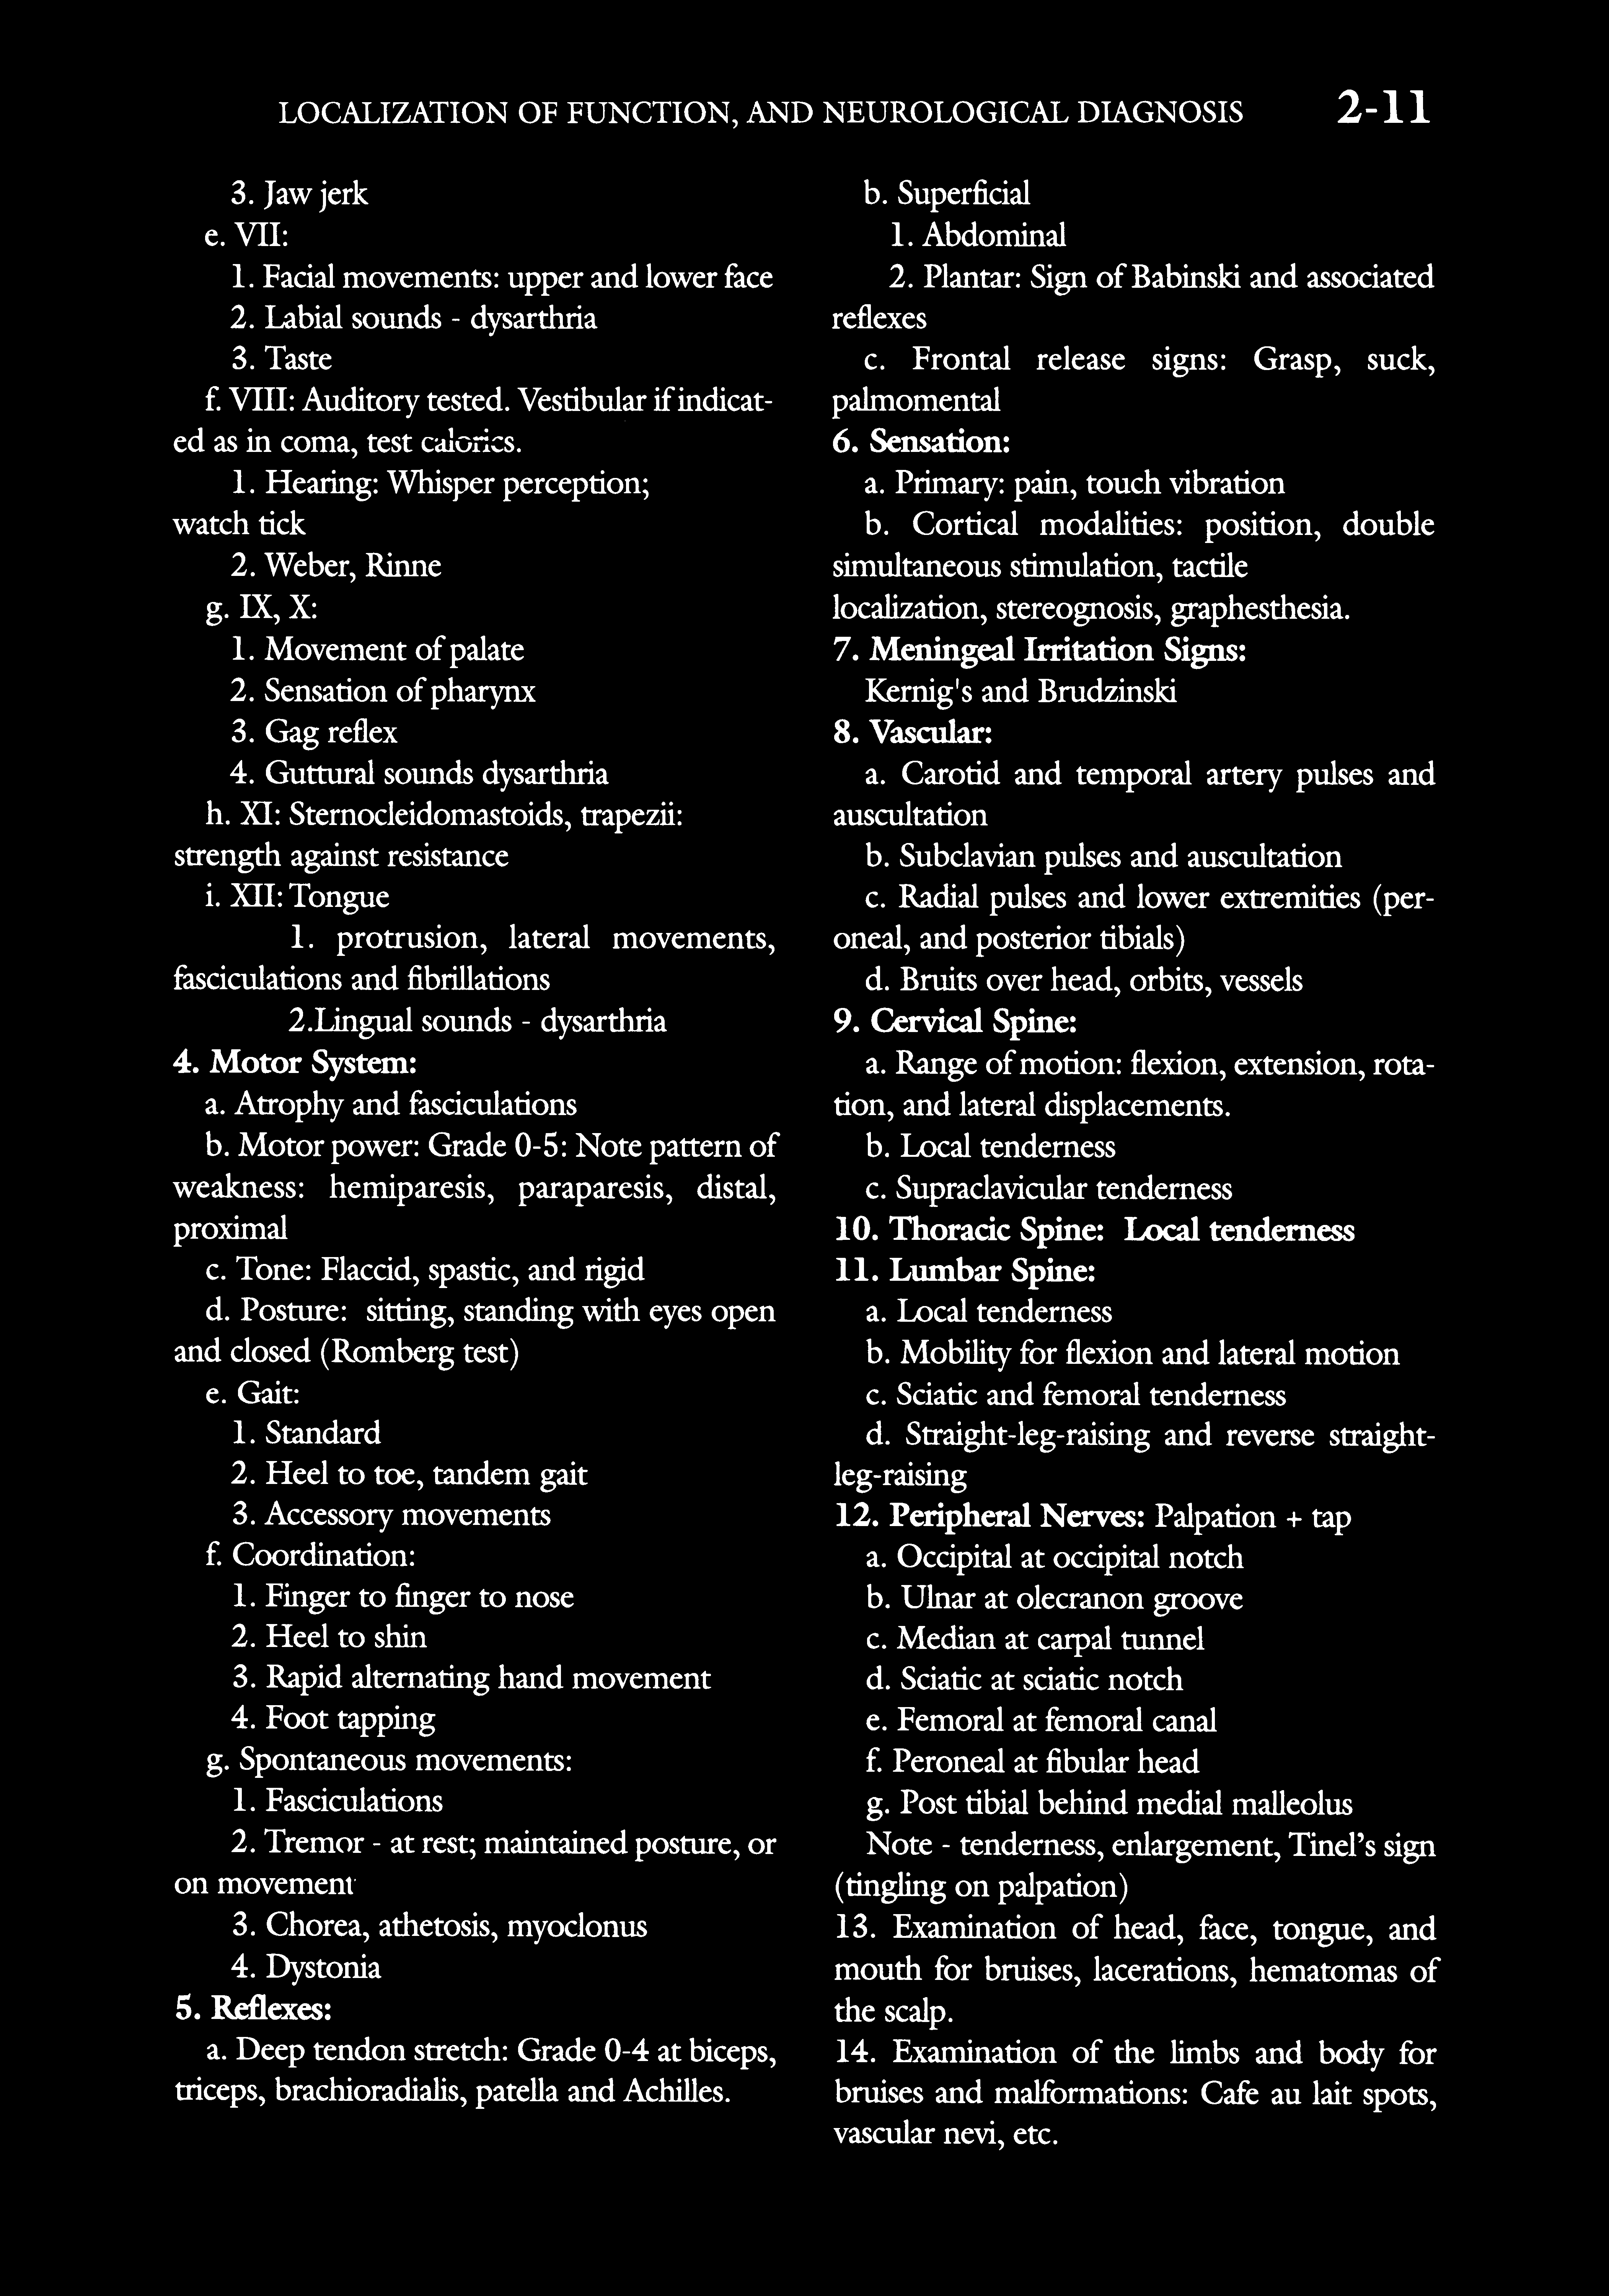 LOCALIZATION OF FUNCTION, AND NEUROLOGICAL DIAGNOSIS 2-11
3. Jaw jerk
e. VII:
1. Facial movements: upper and lower face
2. Labial sounds - dysarthria
3. Taste
f. VIII: Auditory tested. Vestibular if indicat-
ed as in coma, test calorics.
1. Hearing: Whisper perception;
watch tick
2. Weber, Rinne
g. IX, X:
1. Movement of palate
2. Sensation of pharynx
3. Gag reflex
4. Guttural sounds dysarthria
h. XI: Sternocleidomastoids, trapezii:
strength against resistance
i. XII: Tongue
1. protrusion, lateral movements,
fasciculations and fibrillations
2.Lingual sounds - dysarthria
4. Motor System:
a. Atrophy and fasciculations
b. Motor power: Grade 0-5: Note pattern of
weakness: hemiparesis, paraparesis, distal,
proximal
c. Tone: Flaccid, spastic, and rigid
d. Posture: sitting, standing with eyes open
and closed (Romberg test)
e. Gait:
1. Standard
2. Heel to toe, tandem gait
3. Accessory movements
f. Coordination:
1. Finger to finger to nose
2. Heel to shin
3. Rapid alternating hand movement
4. Foot tapping
g. Spontaneous movements:
1. Fasciculations
2. Tremor - at rest; maintained posture, or
on movement
3. Chorea, athetosis, myoclonus
4. Dystonia
5. Reflexes:
a. Deep tendon stretch: Grade 0-4 at biceps,
triceps, brachioradialis, patella and Achilles.
b. Superficial
1. Abdominal
2. Plantar: Sign of Babinski and associated
reflexes
c. Frontal release signs: Grasp, suck,
palmomental
6. Sensation:
a. Primary: pain, touch vibration
b. Cortical modalities: position, double
simultaneous stimulation, tactile
localization, stereognosis, graphesthesia.
7. Meningeal Irritation Signs:
Kernig's and Brudzinski
8. Vascular:
a. Carotid and temporal artery pulses and
auscultation
b. Subclavian pulses and auscultation
c. Radial pulses and lower extremities (per-
oneal, and posterior tibials)
d. Bruits over head, orbits, vessels
9. Cervical Spine:
a. Range of motion: flexion, extension, rota-
tion, and lateral displacements.
b. Local tenderness
c. Supraclavicular tenderness
10. Thoracic Spine: Local tenderness
11. Lumbar Spine:
a. Local tenderness
b. Mobility for flexion and lateral motion
c. Sciatic and femoral tenderness
d. Straight-leg-raising and reverse straight-
leg-raising
12. Peripheral Nerves: Palpation + tap
a. Occipital at occipital notch
b. Ulnar at olecranon groove
c. Median at carpal tunnel
d. Sciatic at sciatic notch
e. Femoral at femoral canal
f. Peroneal at fibular head
g. Post tibial behind medial malleolus
Note - tenderness, enlargement, Tinel’s sign
(tingling on palpation)
13. Examination of head, face, tongue, and
mouth for bruises, lacerations, hematomas of
the scalp.
14. Examination of the limbs and body for
bruises and malformations: Cafe au lait spots,
vascular nevi, etc.